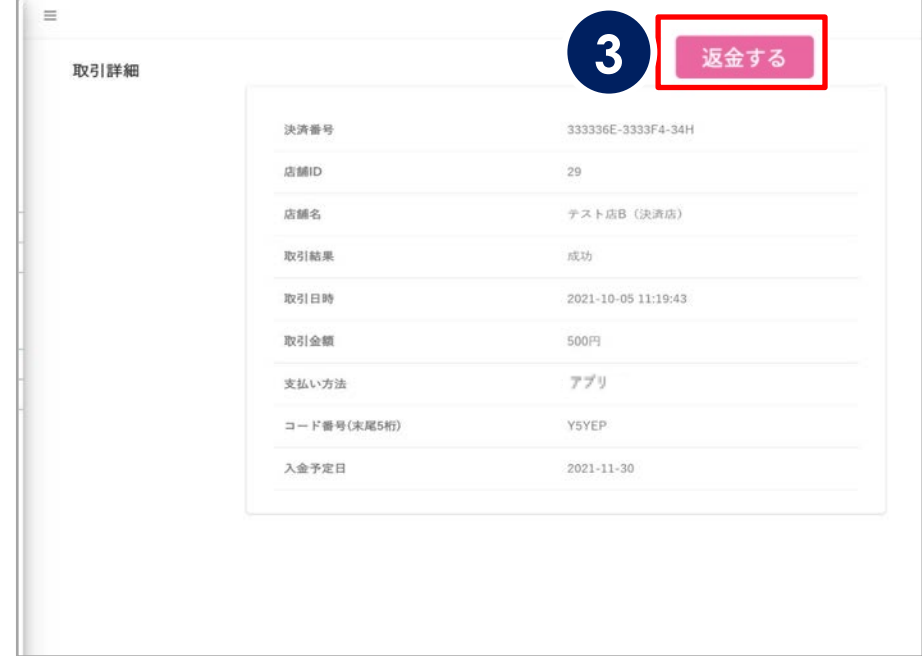 ≡
3
返金する
取引詳細
決済番号 333336E-3333F4-34H
店舗ID 29
店舗名 テスト店B（決済店）
取引結果 成功
取引日時 2021-10-05 11:19:43
取引金額 500円
支払い方法 アプリ
コード番号(末尾5桁) Y5YEP
入金予定日 2021-11-30